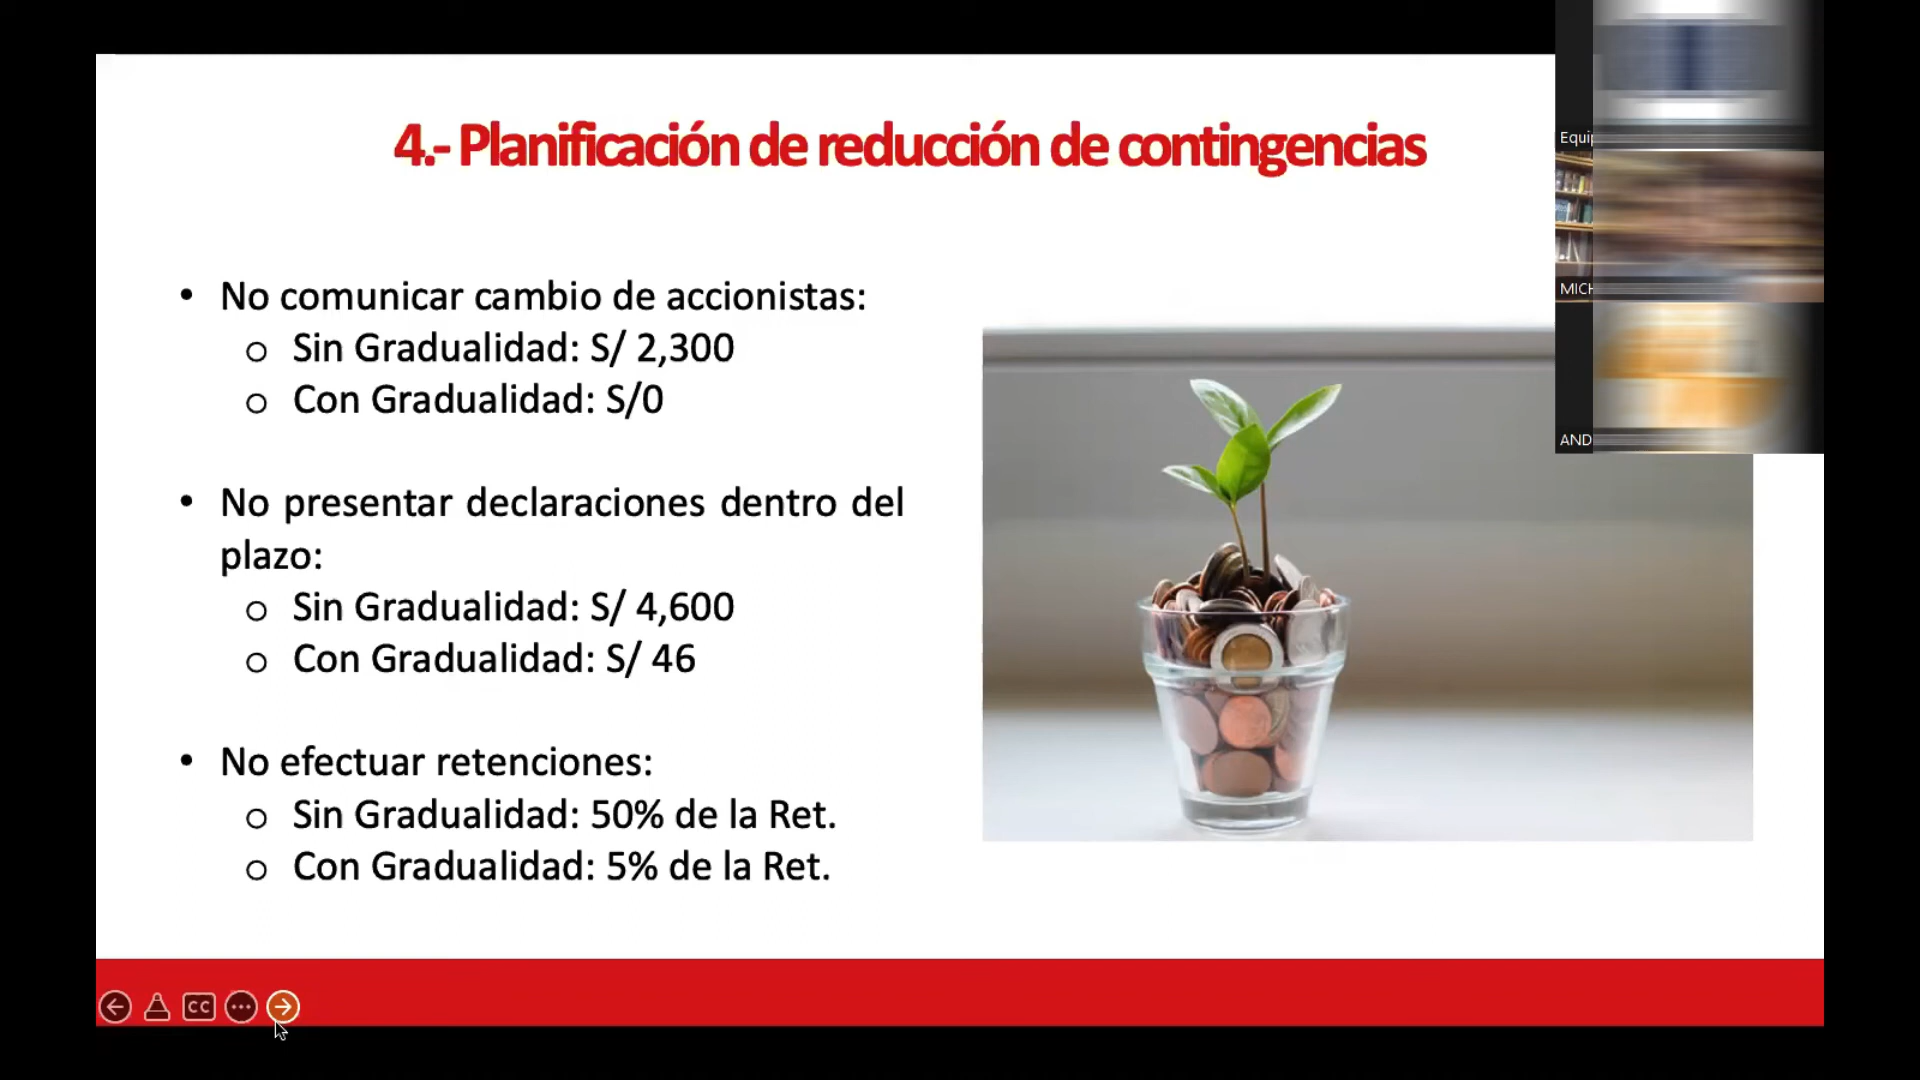 4.- Planificación de reducción de contingencias
• No comunicar cambio de accionistas:
o Sin Gradualidad: S/ 2,300
o Con Gradualidad: S/0
• No presentar declaraciones dentro del
plazo:
o Sin Gradualidad: S/ 4,600
o Con Gradualidad: S/ 46
• No efectuar retenciones:
o Sin Gradualidad: 50% de la Ret.
o Con Gradualidad: 5% de la Ret.
CC
AND